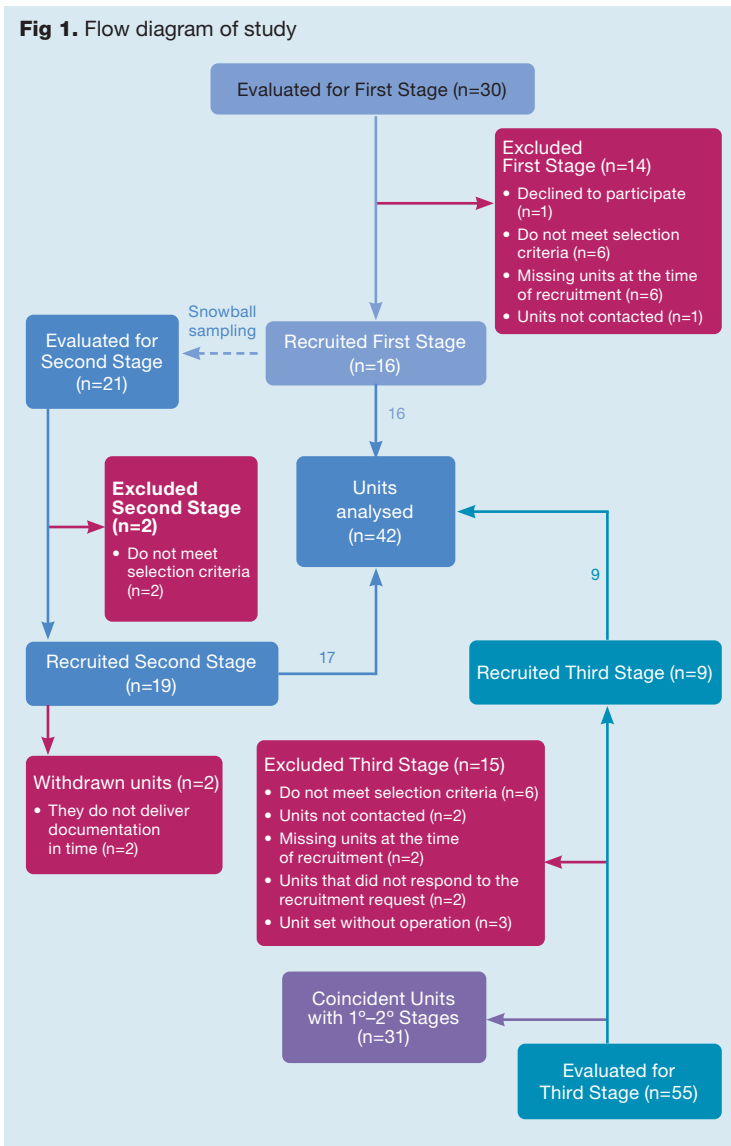 Fig 1. Flow diagram of study
Evaluated for First Stage (n=30)
Excluded
First Stage (n=14)
• Declined to participate
(n=1)
• Do not meet selection
criteria (n=6)
• Missing units at the time
of recruitment (n=6)
• Units not contacted (n=1)
Snowball
sampling
Evaluated for
Second Stage
(n=21)
Recruited First Stage
(n=16)
16
Excluded
Second Stage
(n=2)
• Do not meet
selection criteria
(n=2)
Units
analysed
(n=42)
9
Recruited Second Stage
(n=19)
17
Recruited Third Stage (n=9)
Withdrawn units (n=2)
• They do not deliver
documentation
in time (n=2)
Excluded Third Stage (n=15)
• Do not meet selection criteria (n=6)
• Units not contacted (n=2)
• Missing units at the time
of recruitment (n=2)
• Units that did not respond to the
recruitment request (n=2)
• Unit set without operation (n=3)
Coincident Units
with 1º–2º Stages
(n=31)
Evaluated for
Third Stage (n=55)